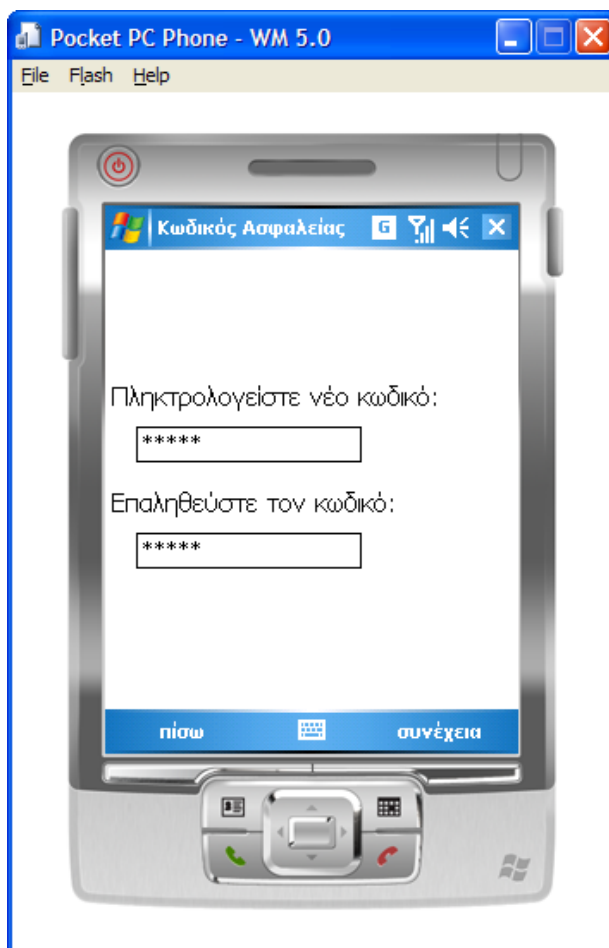 Pocket PC Phone - WM 5.0
File Flash Help
Κωδικός Ασφαλείας G
Πληκτρολογείστε νέο κωδικό:
*****
Επαληθεύστε τον κωδικό:
*****
πίσω συνέχεια